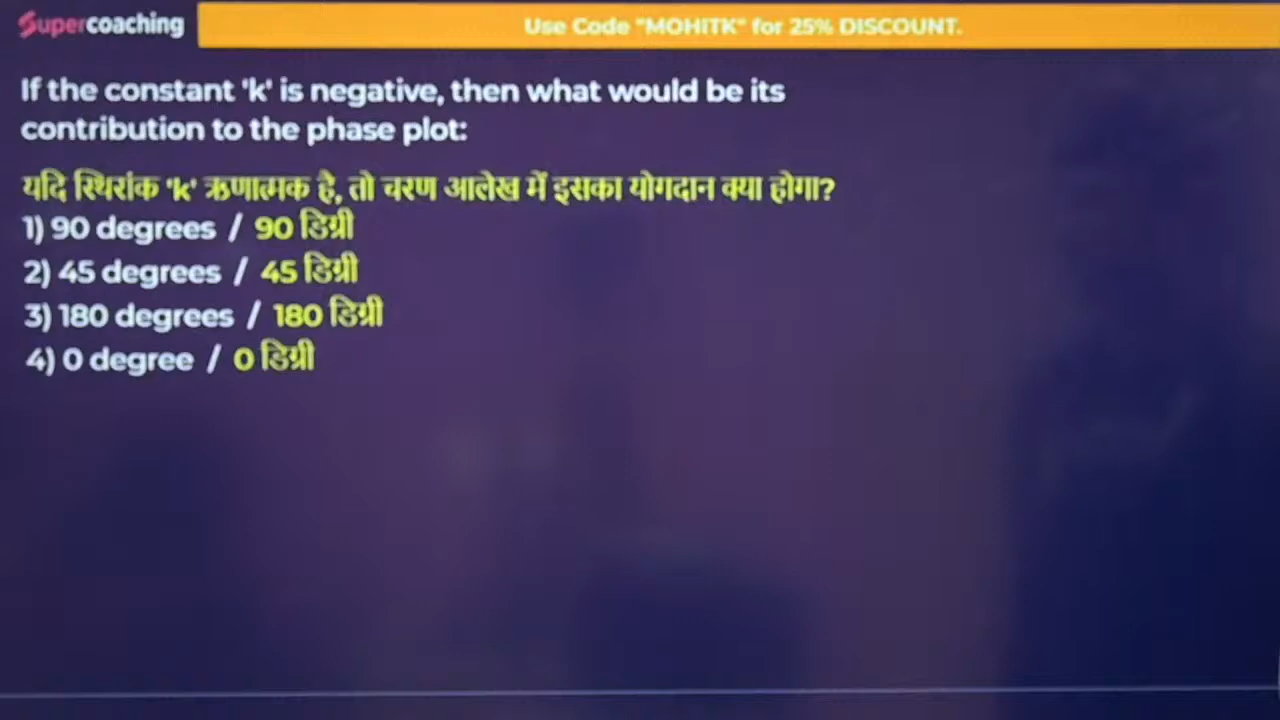 Supercoaching
Use Code "MOHITK" for 25% DISCOUNT.
If the constant 'k' is negative, then what would be its
contribution to the phase plot:
यदि स्थिरांक 'k' ऋणात्मक है, तो चरण आलेख में इसका योगदान क्या होगा?
1) 90 degrees / 90 डिग्री
2) 45 degrees / 45 डिग्री
3) 180 degrees / 180 डिग्री
4) 0 degree / 0 डिग्री